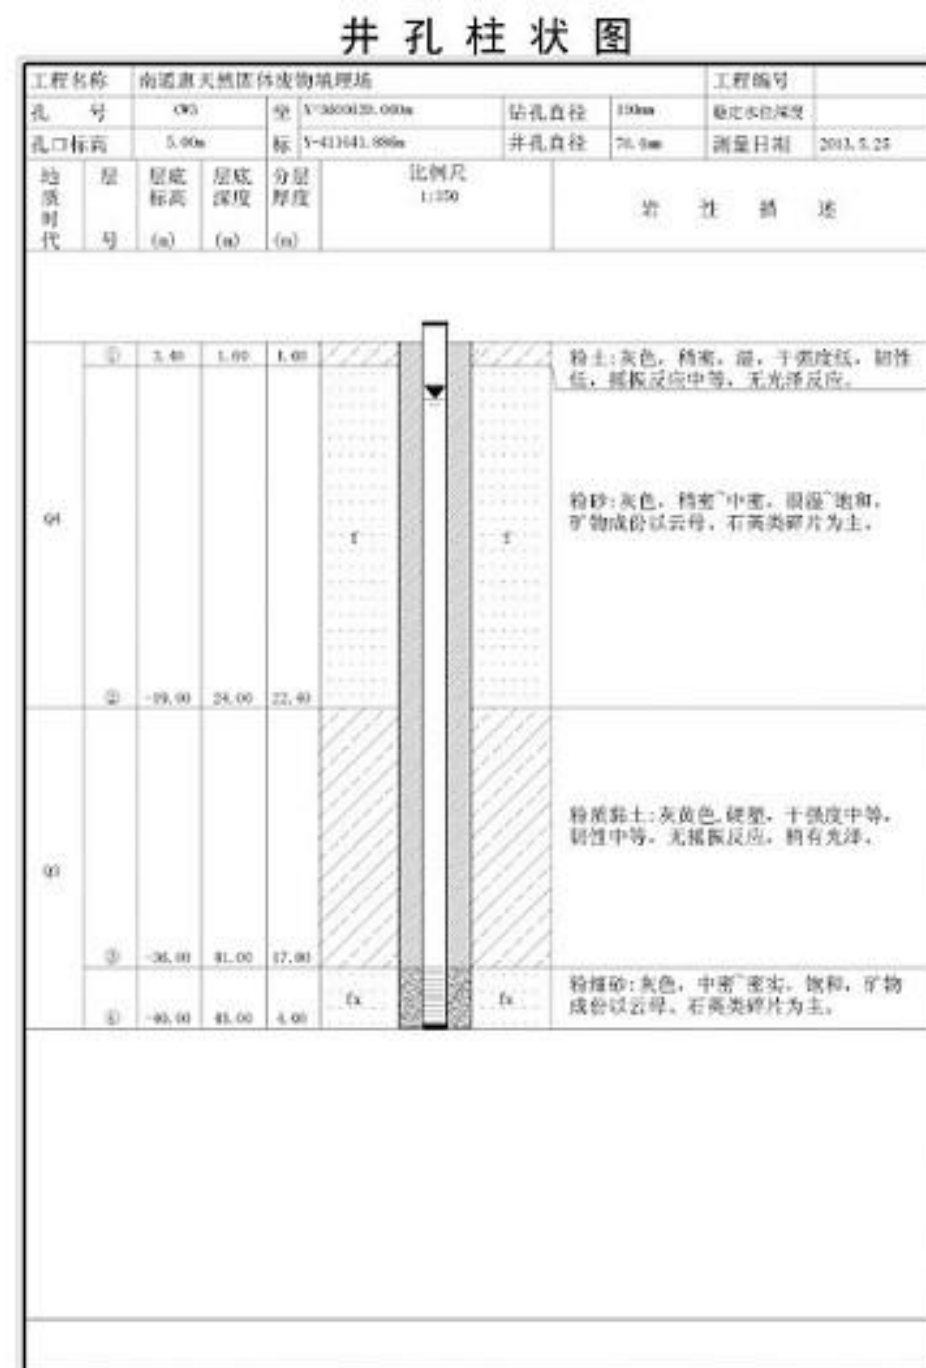 井孔柱状图
工程名称 南通惠天然固体废物填埋场 工程编号
孔 号 CW3 坐 钻孔直径 稳定水位深度
孔口标高 5.00m 标 井孔直径 测量日期 2013.5.25
地质时代 层号 层底标高(m) 层底深度(m) 分层厚度(m) 比例尺 1:350 岩性描述
① 3.40 1.60 1.60 粉土:灰色，稍密，湿，干强度低，韧性
低，摇振反应中等，无光泽反应。
粉砂:灰色，稍密~中密，很湿~饱和，
矿物成份以云母，石英类碎片为主。
Q4 f f
② -19.00 24.00 22.40
粉质黏土:灰黄色,硬塑，干强度中等，
韧性中等，无摇振反应，稍有光泽。
Q3
③ -36.00 41.00 17.00
粉细砂:灰色，中密~密实，饱和，矿物
fx fx
成份以云母，石英类碎片为主。
-40.00 45.00 4.00